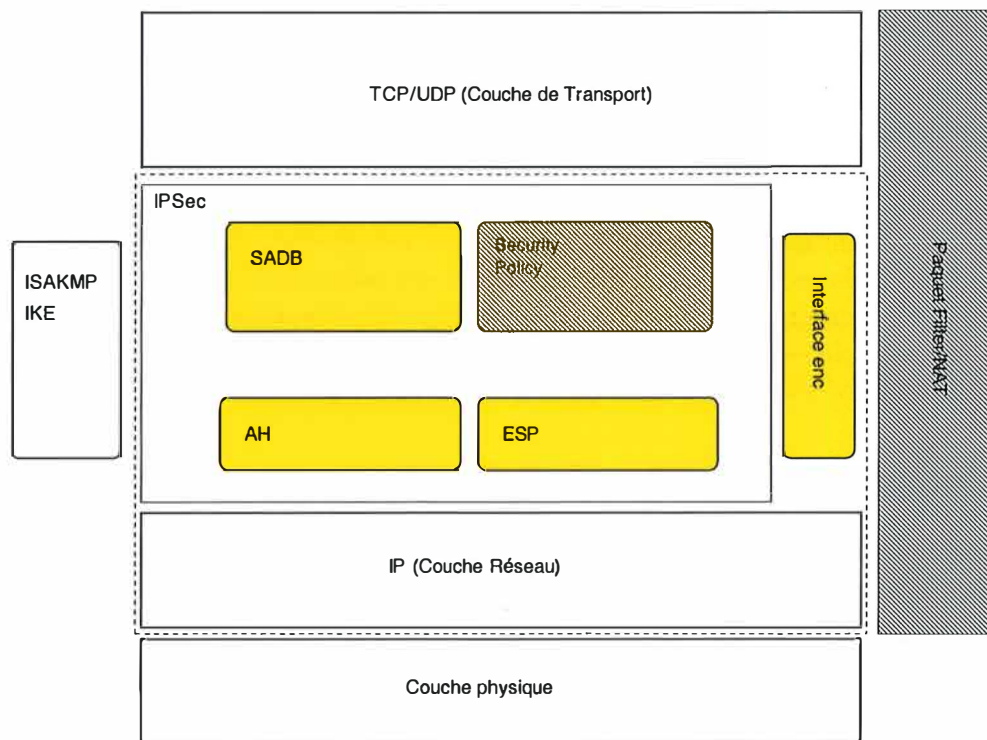 TCP/UDP (Couche de Transport)
IPSec
SADB
Security
Policy
ISAKMP
IKE
Interface enc
Paquet Filter/NAT
AH
ESP
IP (Couche Réseau)
Couche physique